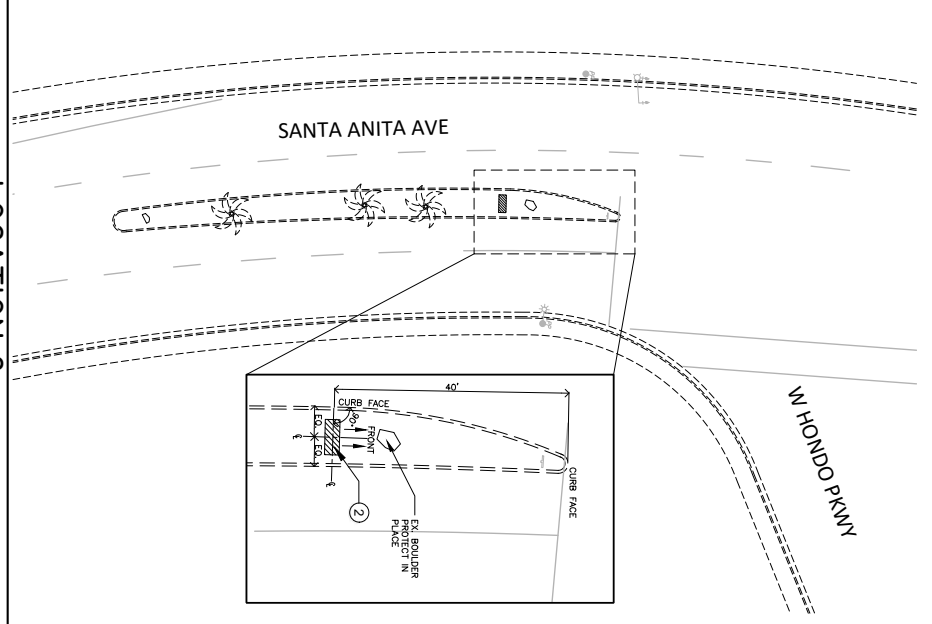 SANTA ANITA AVE
W HONDO PKWY
40'
CURB FACE
90°
EQ.
EQ.
FRONT
℄
℄
2
CURB FACE
EX. BOULDER
PROTECT IN
PLACE